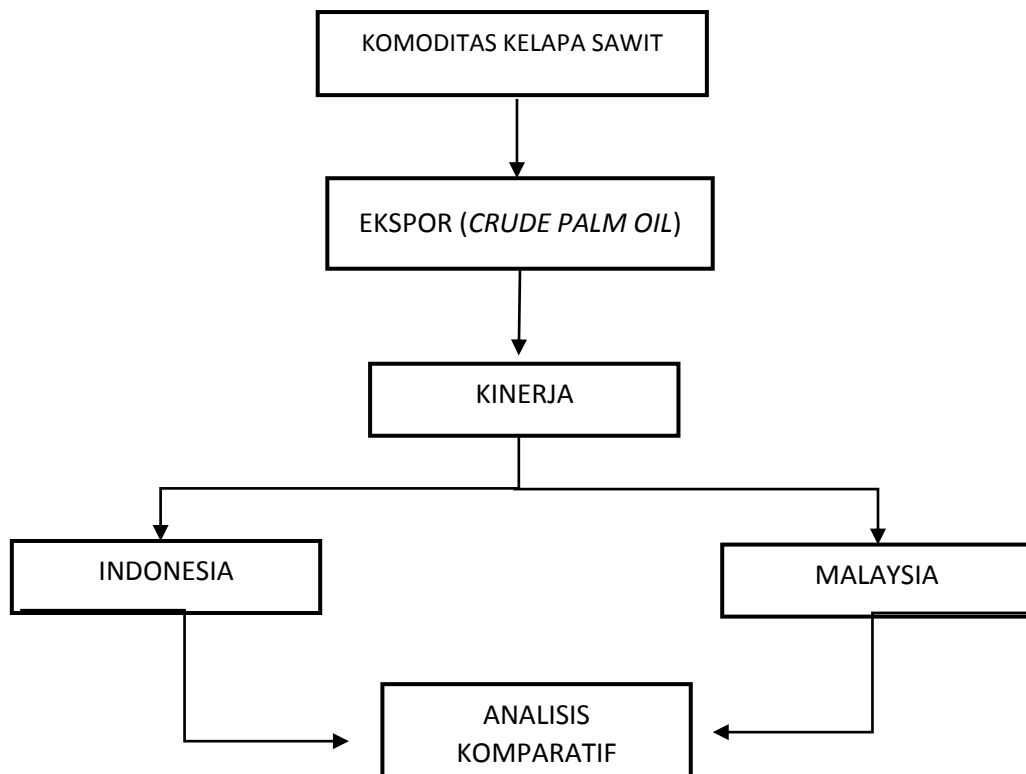 KOMODITAS KELAPA SAWIT
EKSPOR (CRUDE PALM OIL)
KINERJA
INDONESIA
MALAYSIA
ANALISIS
KOMPARATIF